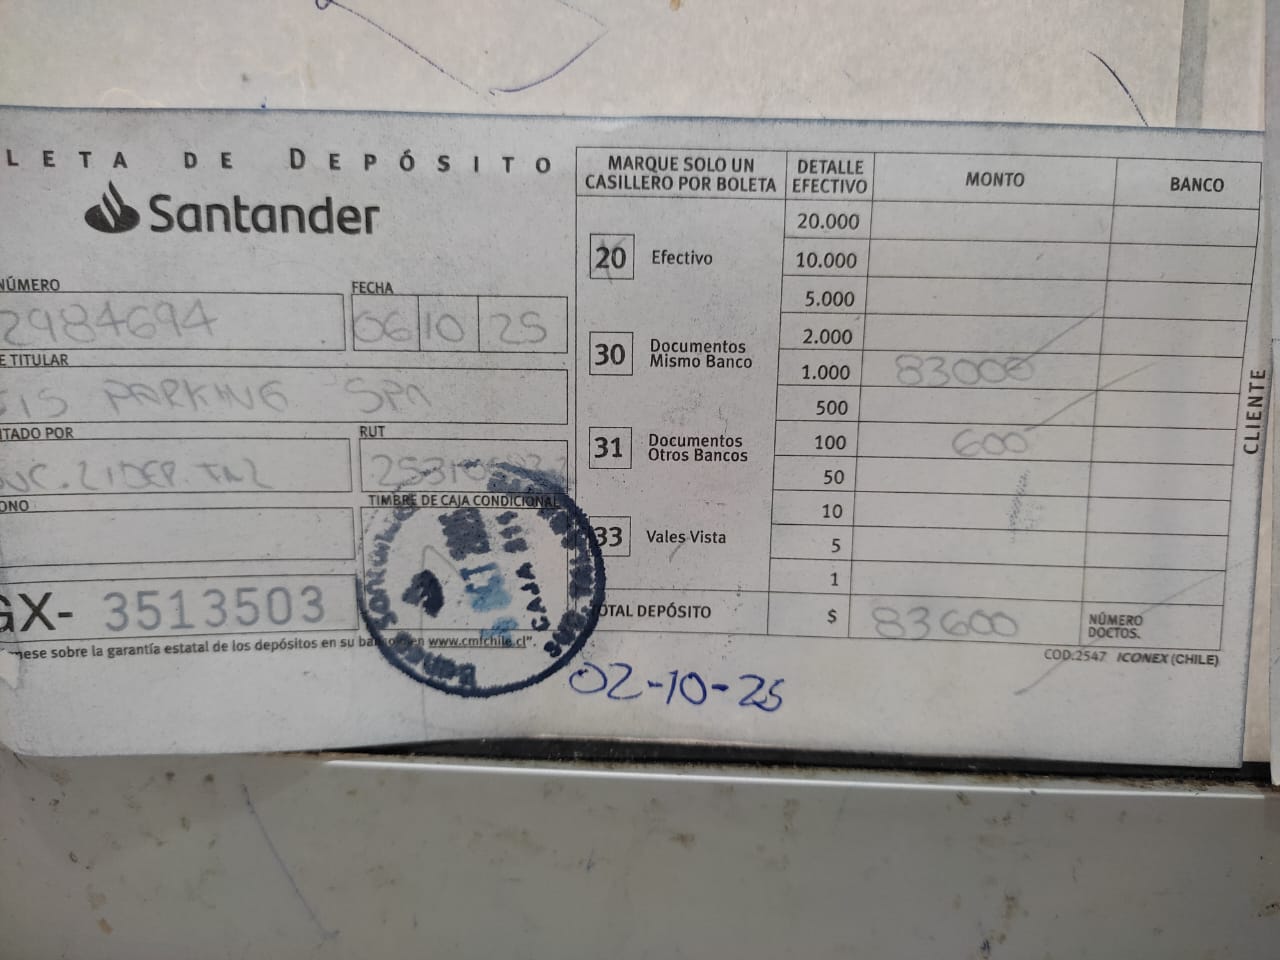 LETA DE DEPÓSITO
Santander
NÚMERO
2984694
FECHA
06 10 25
E TITULAR
IS PARKING SPA
TADO POR
UC. LIDER. TAL
RUT
ONO
TIMBRE DE CAJA CONDICIONAL
GX- 3513503
mese sobre la garantía estatal de los depósitos en su banco en www.cmfchile.cl"
CAJA
02-10-25
MARQUE SOLO UN
CASILLERO POR BOLETA
20 Efectivo
30 Documentos
Mismo Banco
31 Documentos
Otros Bancos
33 Vales Vista
TOTAL DEPÓSITO $ 83600
DETALLE
EFECTIVO
MONTO
BANCO
20.000
10.000
5.000
2.000
1.000 83000
500
100 600
50
10
5
1
NÚMERO
DOCTOS.
COD.2547 ICONEX (CHILE)
CLIENTE